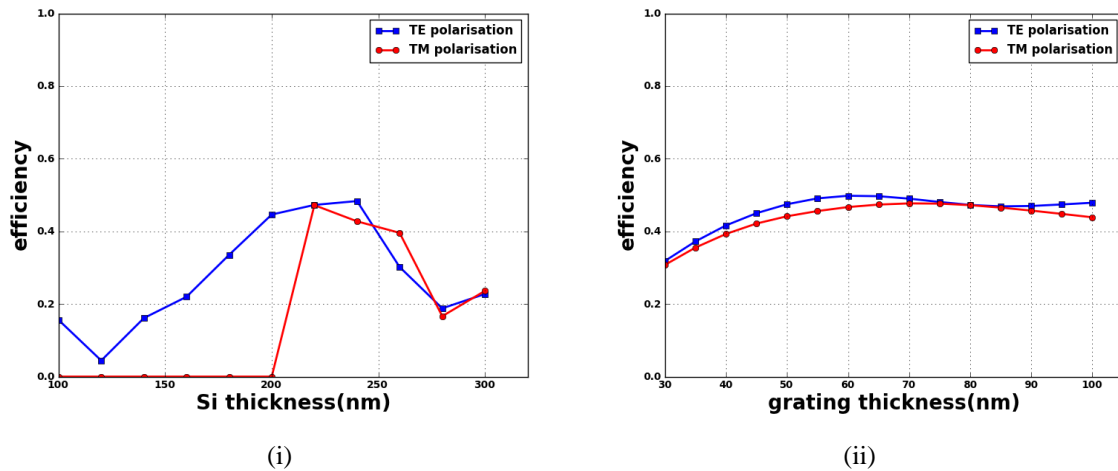 1.0
0.8
0.6
0.4
0.2
0.0
efficiency
TE polarisation
TM polarisation
100
150
200
250
300
Si thickness(nm)
(i)
1.0
0.8
0.6
0.4
0.2
0.0
efficiency
TE polarisation
TM polarisation
30
40
50
60
70
80
90
100
grating thickness(nm)
(ii)